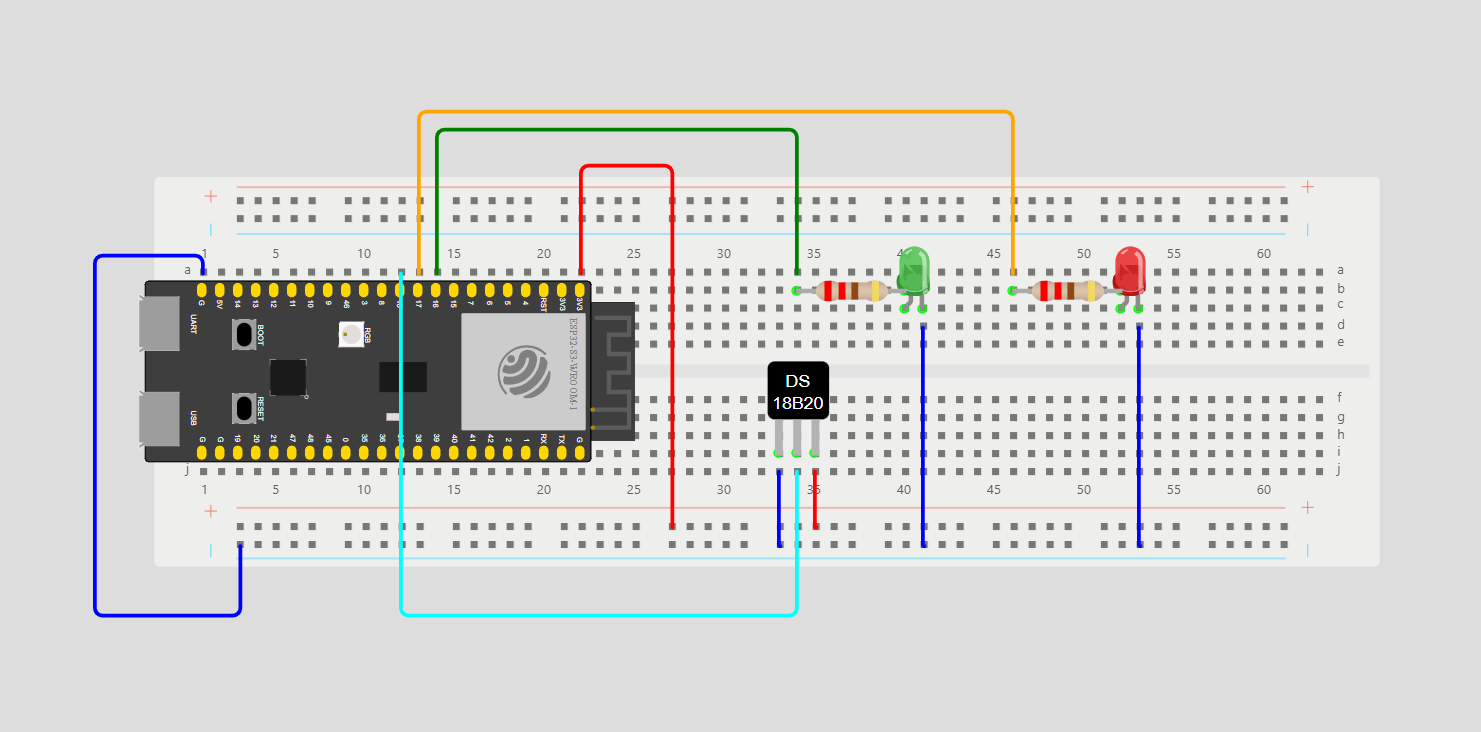 + +
| |
1 5 10 15 20 25 30 35 45 50 55 60
a a
b
c
d
e
G 5V 14 13 12 11 10 9 46 3 8 17 16 15 7 6 5 4 RST 3V3 3V3
UART
BOOT
RGB
ESP32-S3-WROOM-1
DS
18B20
USB
RESET
G G 19 20 21 47 48 45 0 35 36 38 39 40 41 42 2 1 RX TX G
f
g
h
i
j j
1 5 10 15 20 25 30 35 40 45 50 55 60
+ +
| |